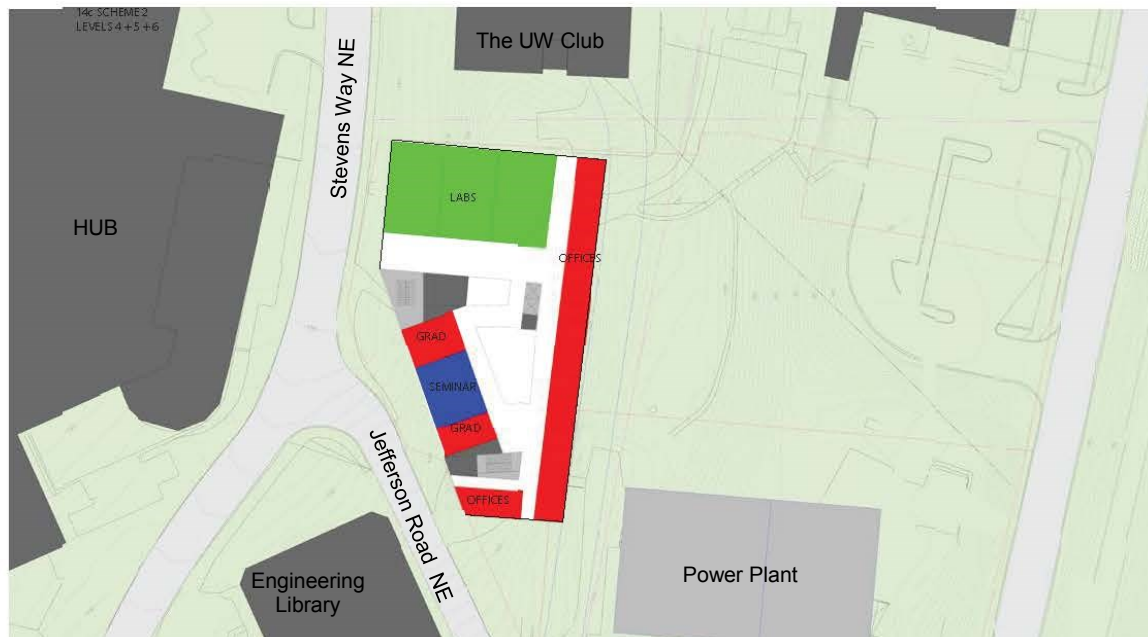 14c SCHEME 2
LEVELS 4 + 5 + 6
The UW Club
Stevens Way NE
HUB
LABS
OFFICES
GRAD
SEMINAR
GRAD
OFFICES
Jefferson Road NE
Engineering
Library
Power Plant